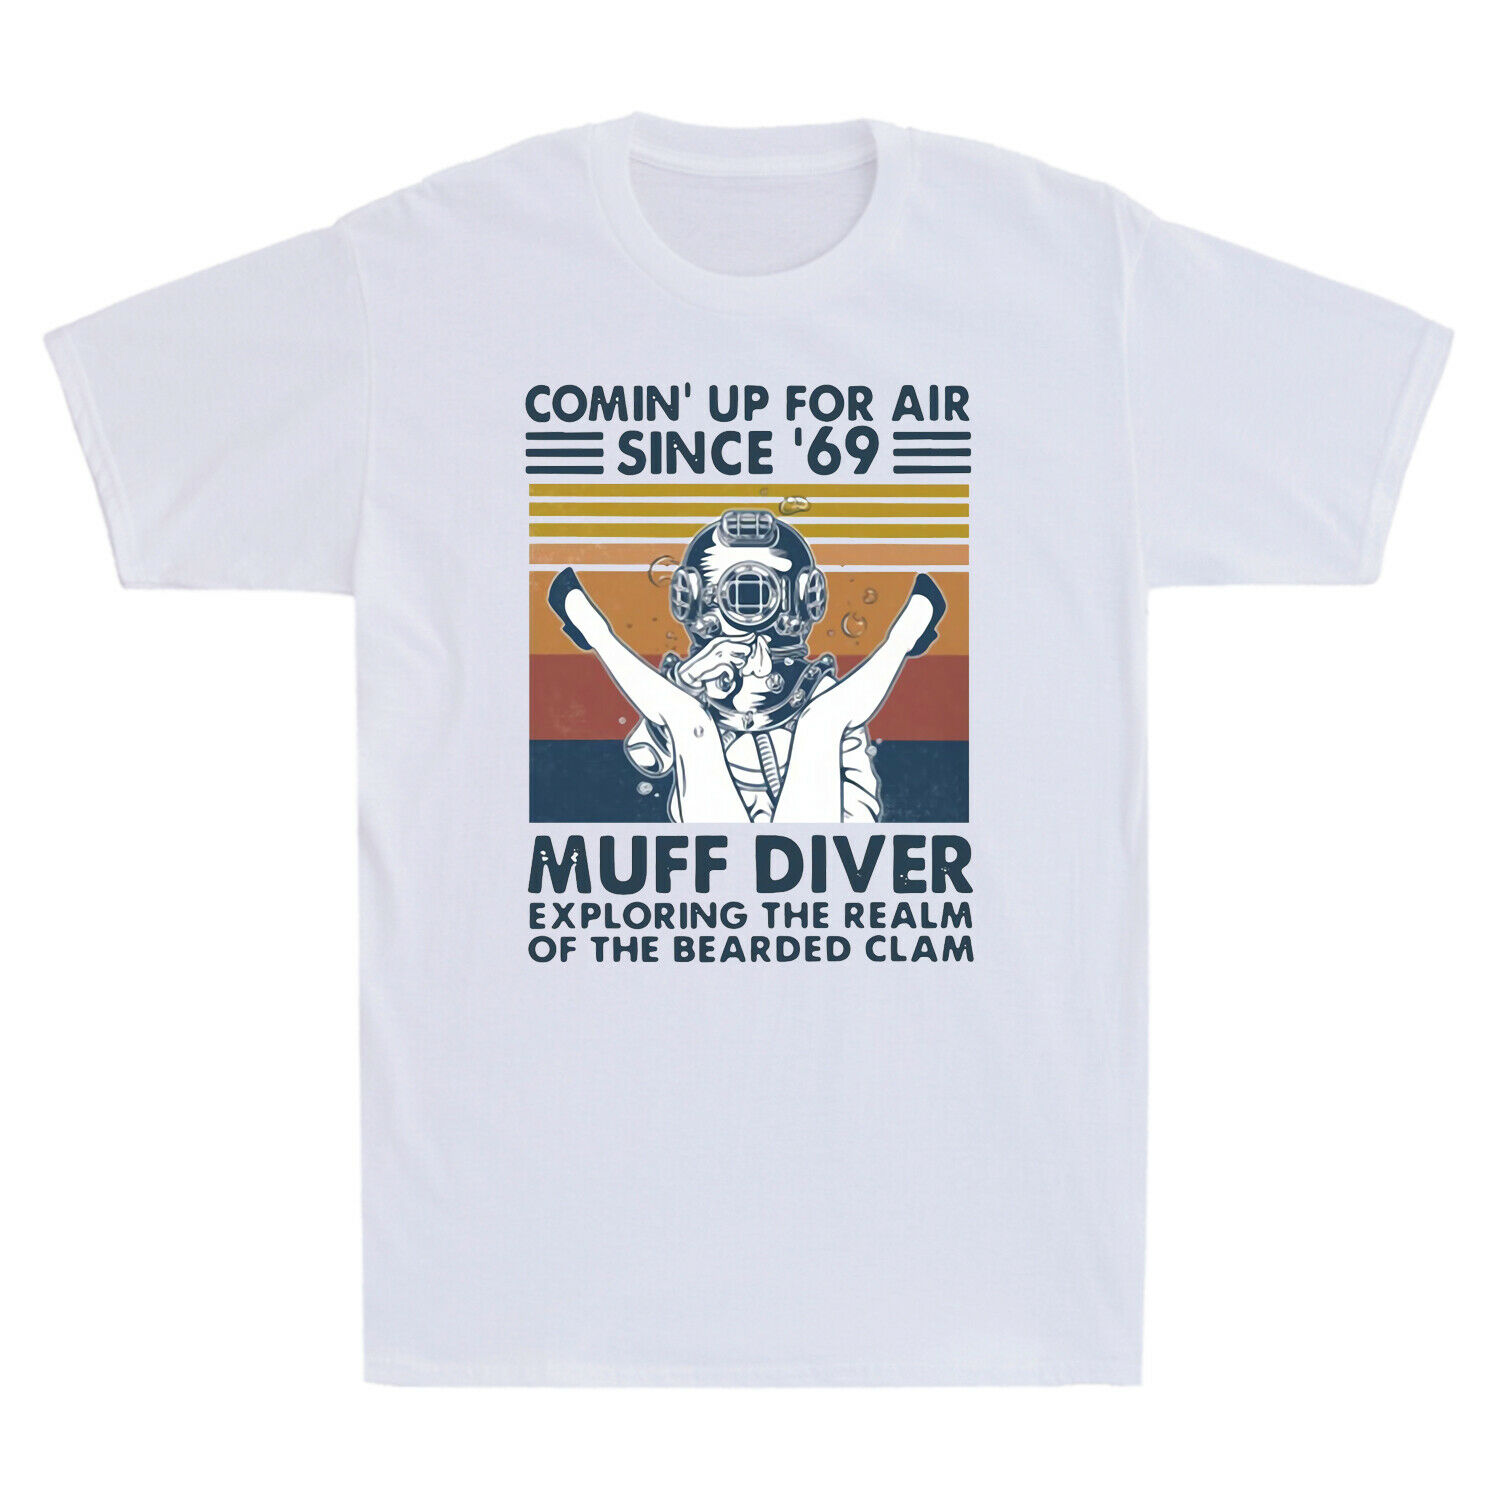 COMIN' UP FOR AIR
SINCE '69
MUFF DIVER
EXPLORING THE REALM
OF THE BEARDED CLAM